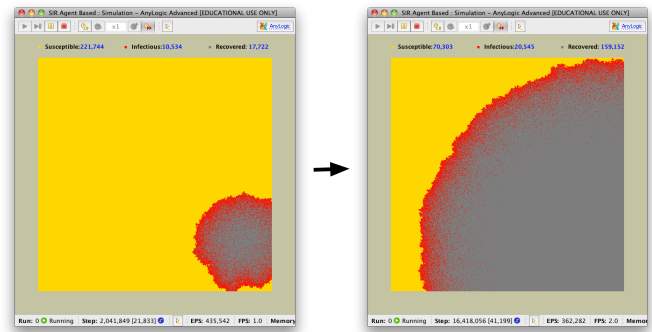 SIR Agent Based : Simulation – AnyLogic Advanced [EDUCATIONAL USE ONLY]
x1
AnyLogic
Susceptible:221,744 Infectious:10,534 Recovered: 17,722
Run: 0 Running Step: 2,041,849 [21,833] EPS: 435,542 FPS: 1.0 Memory
SIR Agent Based : Simulation – AnyLogic Advanced [EDUCATIONAL USE ONLY]
x1
AnyLogic
Susceptible:70,303 Infectious:20,545 Recovered: 159,152
Run: 0 Running Step: 16,418,056 [41,199] EPS: 362,282 FPS: 2.0 Memor